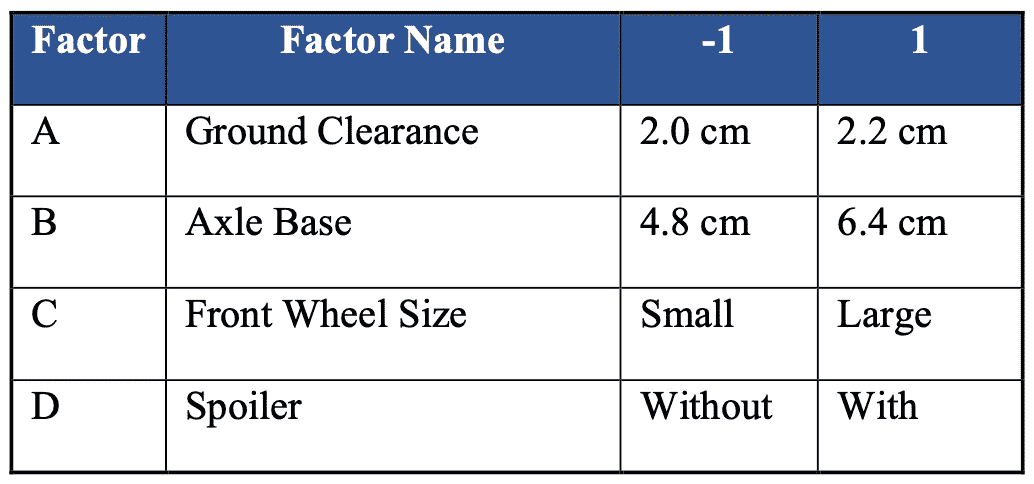 Factor Factor Name -1 1
A Ground Clearance 2.0 cm 2.2 cm
B Axle Base 4.8 cm 6.4 cm
C Front Wheel Size Small Large
D Spoiler Without With